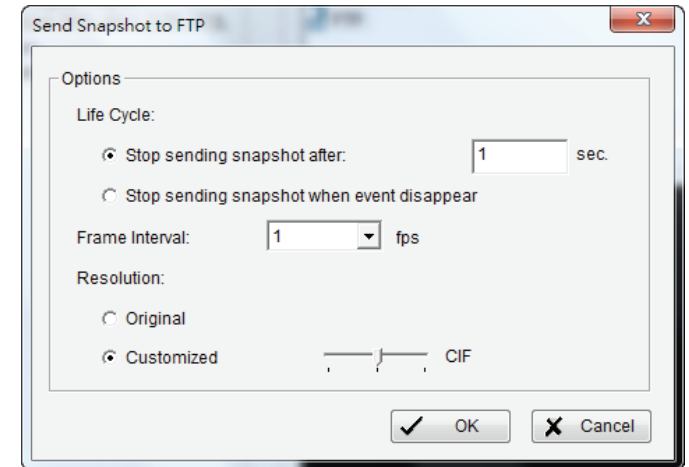 Send Snapshot to FTP
Options
Life Cycle:
Stop sending snapshot after: 1 sec.
Stop sending snapshot when event disappear
Frame Interval: 1 fps
Resolution:
Original
Customized CIF
OK Cancel